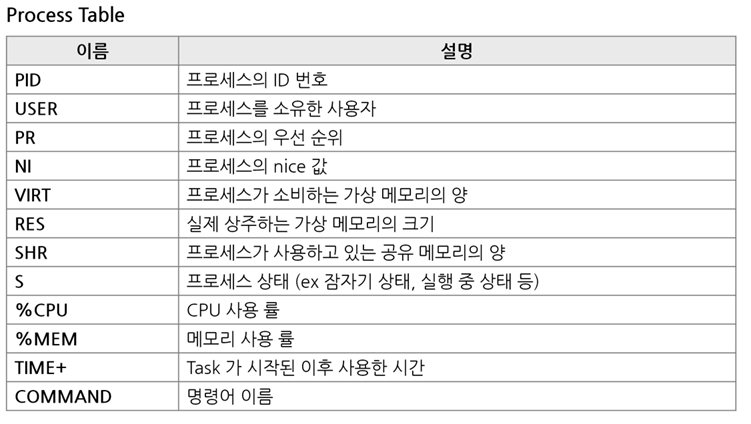 Process Table
이름 설명
PID 프로세스의 ID 번호
USER 프로세스를 소유한 사용자
PR 프로세스의 우선 순위
NI 프로세스의 nice 값
VIRT 프로세스가 소비하는 가상 메모리의 양
RES 실제 상주하는 가상 메모리의 크기
SHR 프로세스가 사용하고 있는 공유 메모리의 양
S 프로세스 상태 (ex 잠자기 상태, 실행 중 상태 등)
%CPU CPU 사용 률
%MEM 메모리 사용 률
TIME+ Task 가 시작된 이후 사용한 시간
COMMAND 명령어 이름